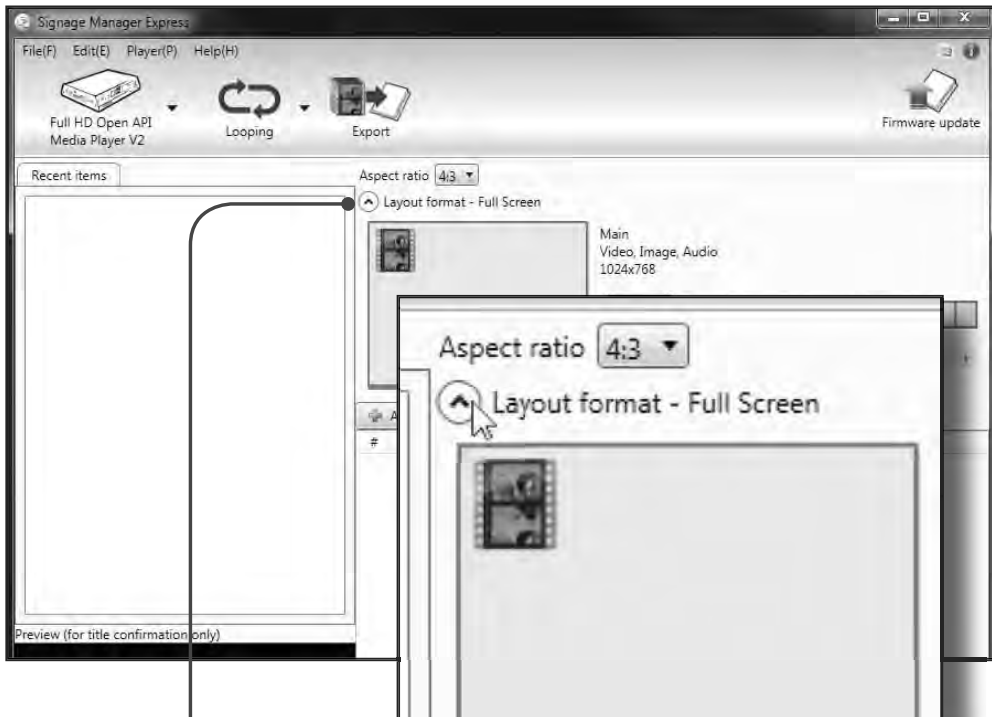 Signage Manager Express
File(F) Edit(E) Player(P) Help(H)
Full HD Open API
Media Player V2
Looping
Export
Firmware update
Recent items
Aspect ratio 4:3
Layout format - Full Screen
Main
Video, Image, Audio
1024x768
#
Preview (for title confirmation only)
Aspect ratio 4:3
Layout format - Full Screen